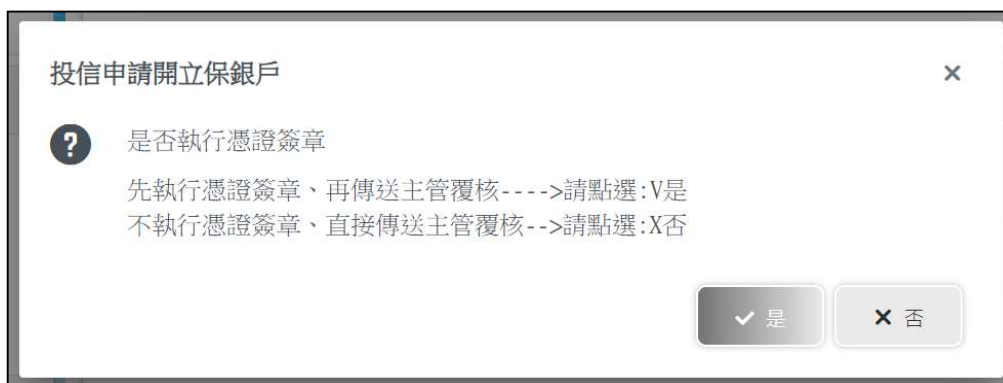 投信申請開立保銀戶
×
?
是否執行憑證簽章
先執行憑證簽章、再傳送主管覆核---->請點選:V是
不執行憑證簽章、直接傳送主管覆核-->請點選:X否
✔ 是
✕ 否